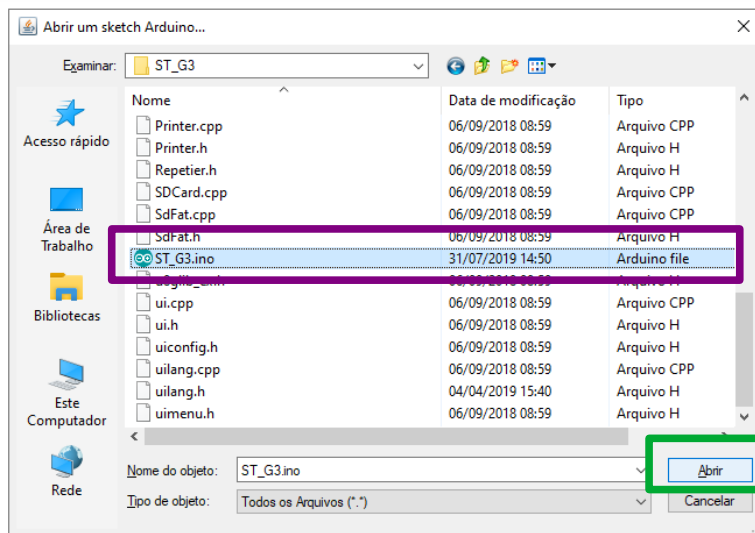 Abrir um sketch Arduino...
Examinar: ST_G3
Nome Data de modificação Tipo
Printer.cpp 06/09/2018 08:59 Arquivo CPP
Printer.h 06/09/2018 08:59 Arquivo H
Repetier.h 06/09/2018 08:59 Arquivo H
SDCard.cpp 06/09/2018 08:59 Arquivo CPP
SdFat.cpp 06/09/2018 08:59 Arquivo CPP
SdFat.h 06/09/2018 08:59 Arquivo H
ST_G3.ino 31/07/2019 14:50 Arduino file
06/09/2018 08:59 Arquivo H
ui.cpp 06/09/2018 08:59 Arquivo CPP
ui.h 06/09/2018 08:59 Arquivo H
uiconfig.h 06/09/2018 08:59 Arquivo H
uilang.cpp 06/09/2018 08:59 Arquivo CPP
uilang.h 04/04/2019 15:40 Arquivo H
uimenu.h 06/09/2018 08:59 Arquivo H
Acesso rápido
Área de
Trabalho
Bibliotecas
Este
Computador
Rede
Nome do objeto: ST_G3.ino Abrir
Tipo de objeto: Todos os Arquivos (*.*) Cancelar